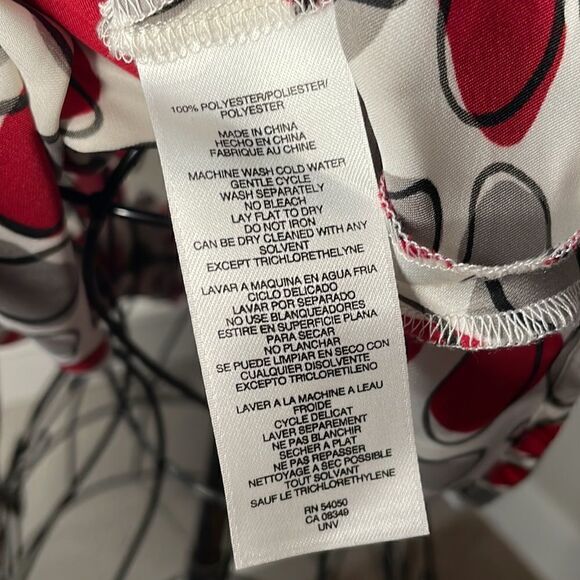 100% POLYESTER/POLIESTER/
POLYESTER
MADE IN CHINA
HECHO EN CHINA
FABRIQUE AU CHINE
MACHINE WASH COLD WATER
GENTLE CYCLE
WASH SEPARATELY
NO BLEACH
LAY FLAT TO DRY
DO NOT IRON
CAN BE DRY CLEANED WITH ANY
SOLVENT
EXCEPT TRICHLORETHELYNE
LAVAR A MAQUINA EN AGUA FRIA
CICLO DELICADO
LAVAR POR SEPARADO
NO USE BLANQUEADORES
ESTIRE EN SUPERFICIE PLANA
PARA SECAR
NO PLANCHAR
SE PUEDE LIMPIAR EN SECO CON
CUALQUIER DISOLVENTE
EXCEPTO TRICLORETILENO
LAVER A LA MACHINE A LEAU
FROIDE
CYCLE DELICAT
LAVER SEPAREMENT
NE PAS BLANCHIR
SECHER A PLAT
NE PAS REPASSER
NETTOYAGE A SEC POSSIBLE
TOUT SOLVANT
SAUF LE TRICHLORETHYLENE
RN 54050
CA 08349
UNV